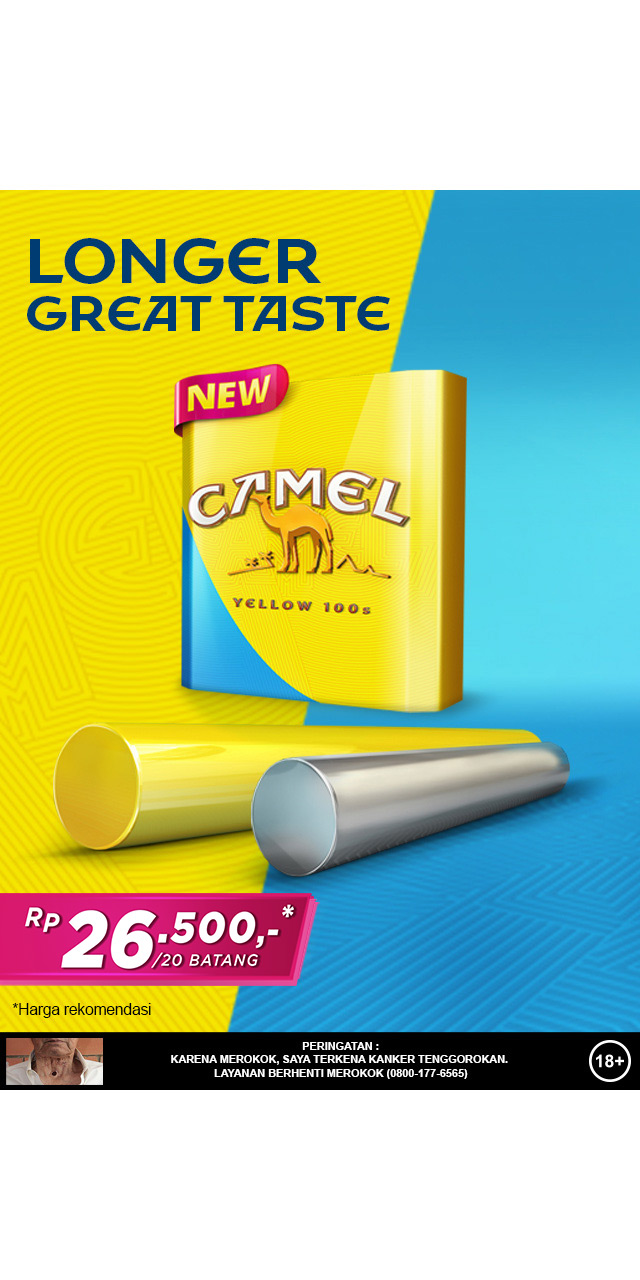 LONGER
GREAT TASTE
NEW
CAMEL
YELLOW 100s
Rp 26.500,-*
/20 BATANG
*Harga rekomendasi
PERINGATAN :
KARENA MEROKOK, SAYA TERKENA KANKER TENGGOROKAN.
LAYANAN BERHENTI MEROKOK (0800-177-6565)
18+